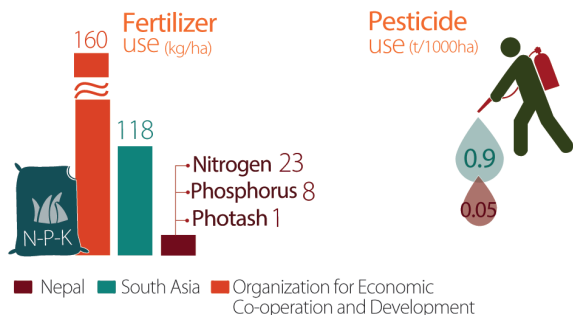 Fertilizer
use (kg/ha)
160
118
Nitrogen 23
Phosphorus 8
Photash 1
N-P-K
Pesticide
use (t/1000ha)
0.9
0.05
Nepal
South Asia
Organization for Economic
Co-operation and Development